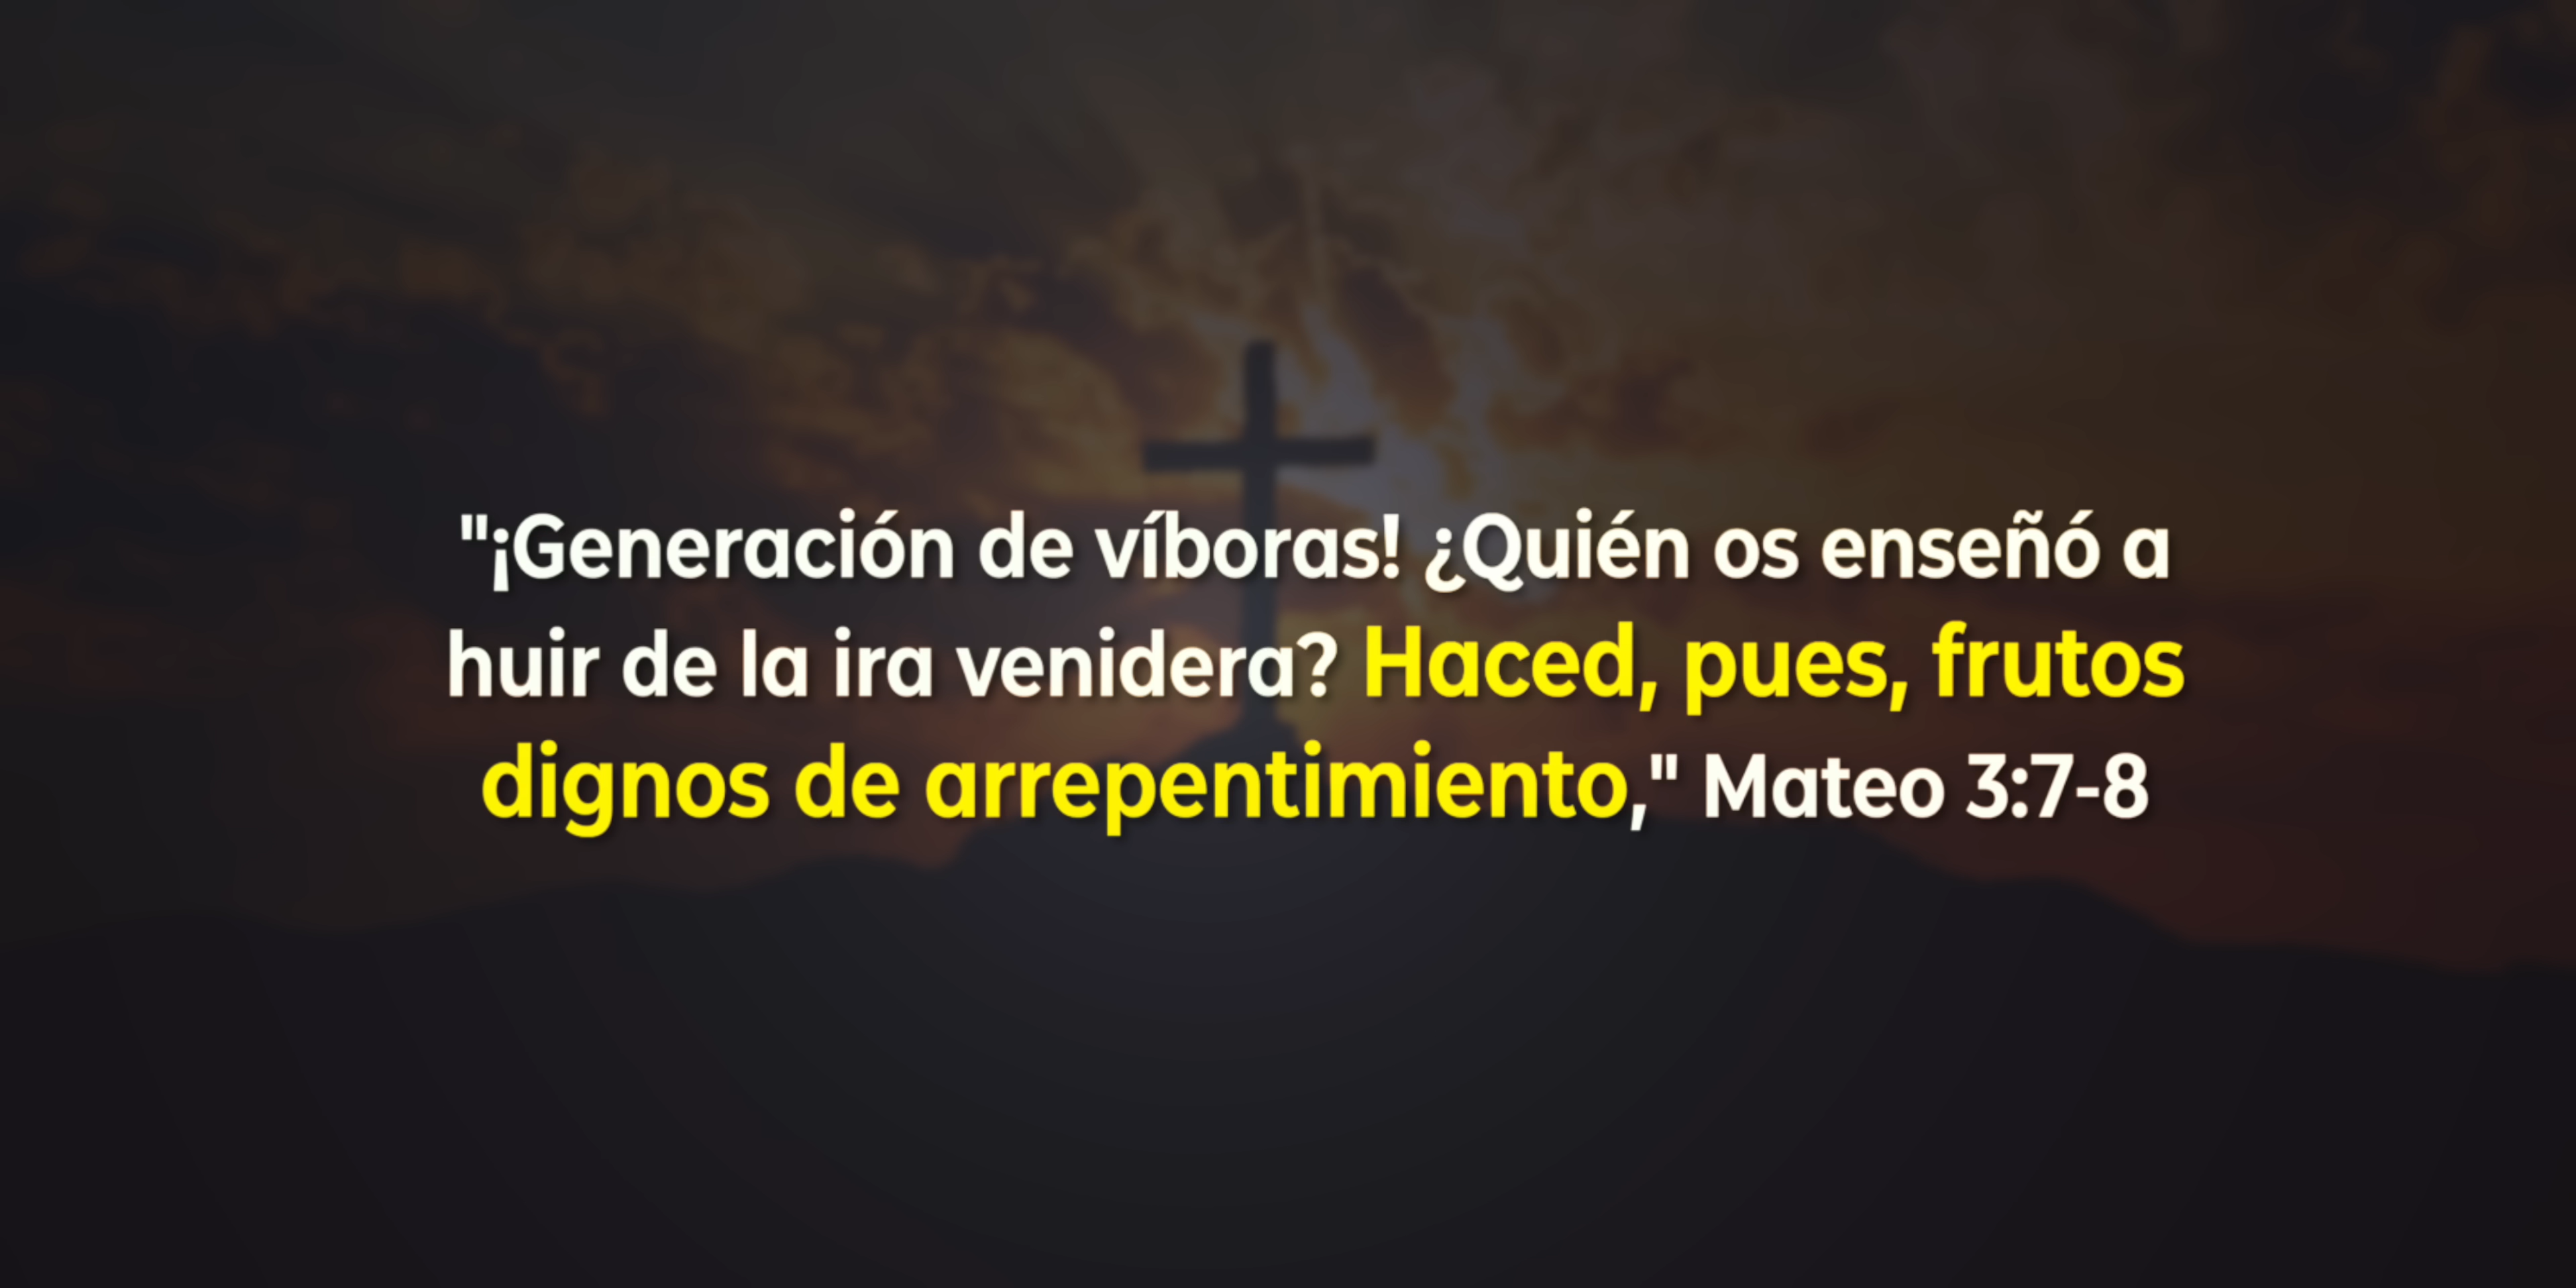 "¡Generación de víboras! ¿Quién os enseñó a
huir de la ira venidera? Haced, pues, frutos
dignos de arrepentimiento," Mateo 3:7-8